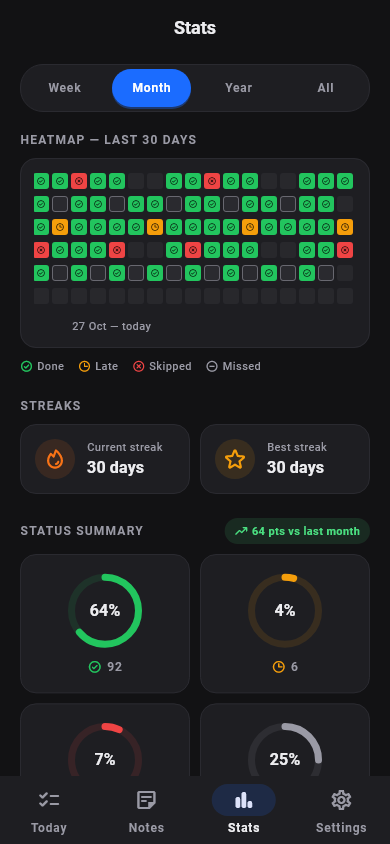 Stats
Week Month Year All
HEATMAP — LAST 30 DAYS
27 Oct — today
Done Late Skipped Missed
STREAKS
Current streak
30 days
Best streak
30 days
STATUS SUMMARY
64 pts vs last month
64%
92
4%
6
7%
25%
Today Notes Stats Settings